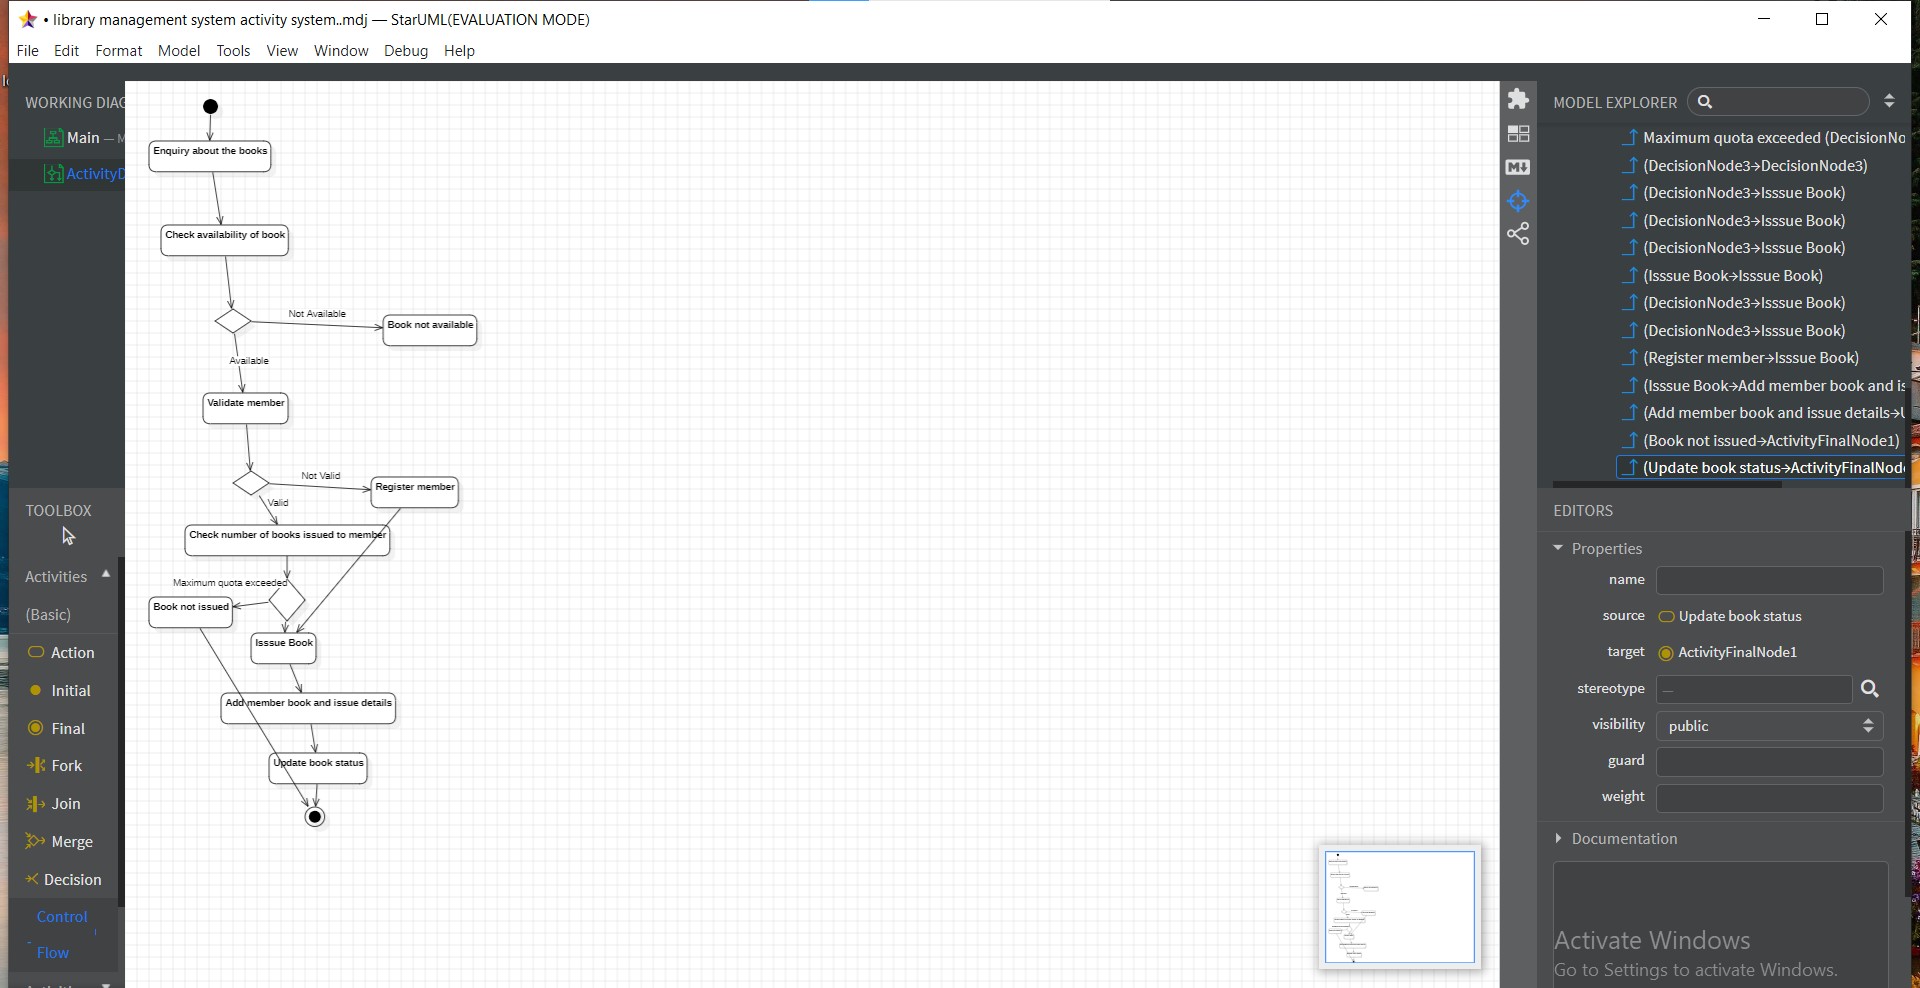 • library management system activity system..mdj — StarUML(EVALUATION MODE)
File Edit Format Model Tools View Window Debug Help
WORKING DIAG
Main — M
ActivityD
TOOLBOX
Activities
(Basic)
Action
Initial
Final
Fork
Join
Merge
Decision
Control
Flow
Enquiry about the books
Check availability of book
Not Available
Book not available
Available
Validate member
Not Valid
Register member
Valid
Check number of books issued to member
Maximum quota exceeded
Book not issued
Isssue Book
Add member book and issue details
Update book status
MODEL EXPLORER
Maximum quota exceeded (DecisionNo
(DecisionNode3→DecisionNode3)
(DecisionNode3→Isssue Book)
(DecisionNode3→Isssue Book)
(DecisionNode3→Isssue Book)
(Isssue Book→Isssue Book)
(DecisionNode3→Isssue Book)
(DecisionNode3→Isssue Book)
(Register member→Isssue Book)
(Isssue Book→Add member book and is
(Add member book and issue details→U
(Book not issued→ActivityFinalNode1)
(Update book status→ActivityFinalNode
EDITORS
Properties
name
source Update book status
target ActivityFinalNode1
stereotype —
visibility public
guard
weight
Documentation
Activate Windows
Go to Settings to activate Windows.